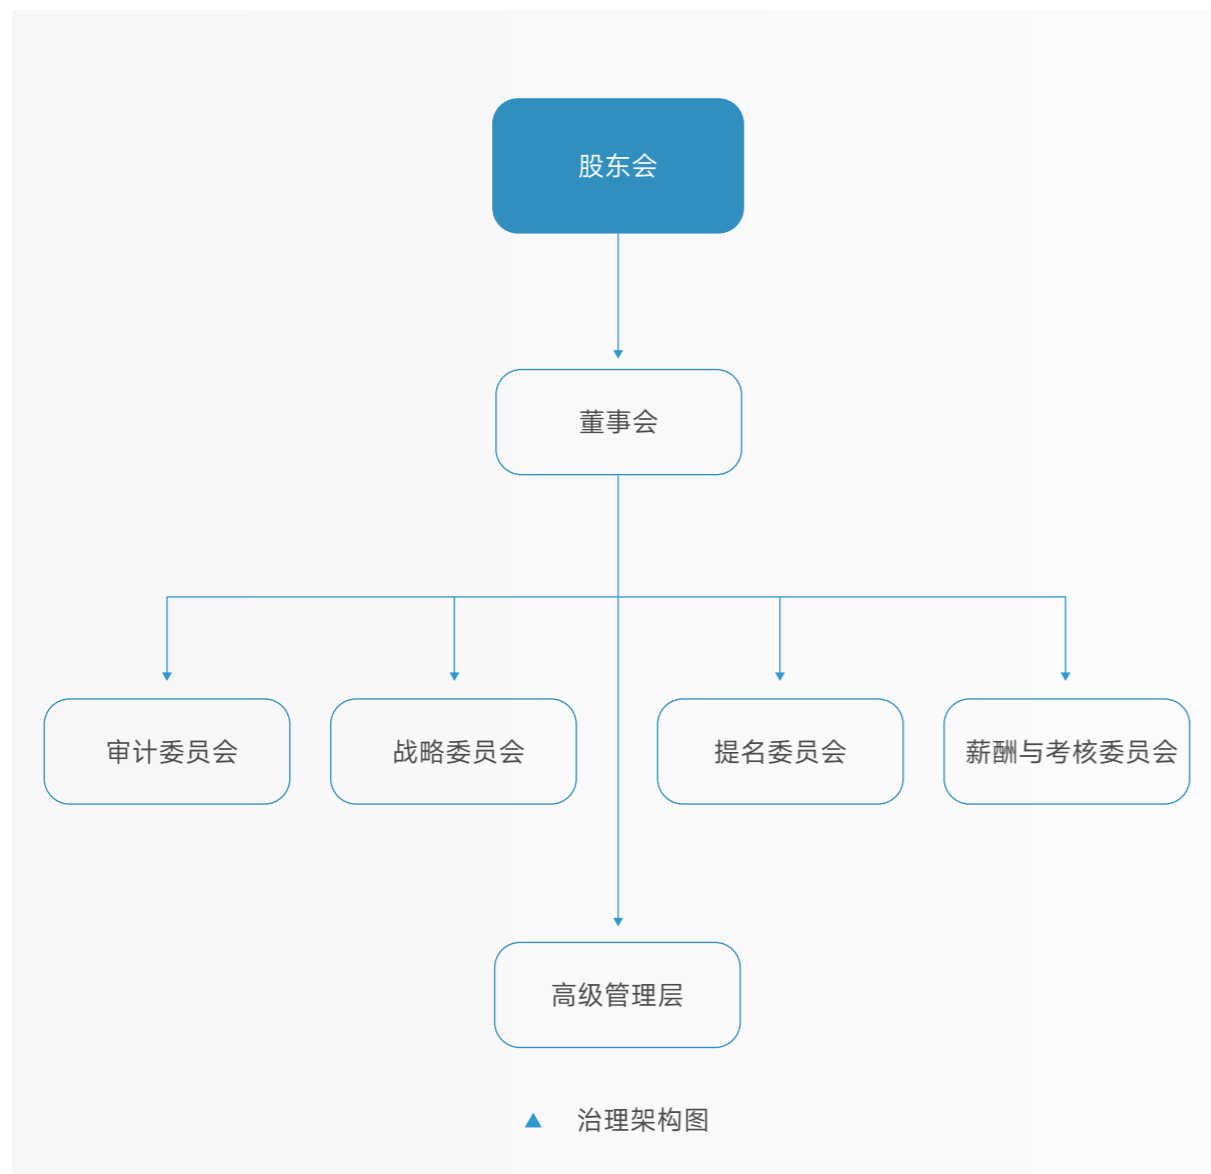 股东会
董事会
审计委员会
战略委员会
提名委员会
薪酬与考核委员会
高级管理层
▲ 治理架构图